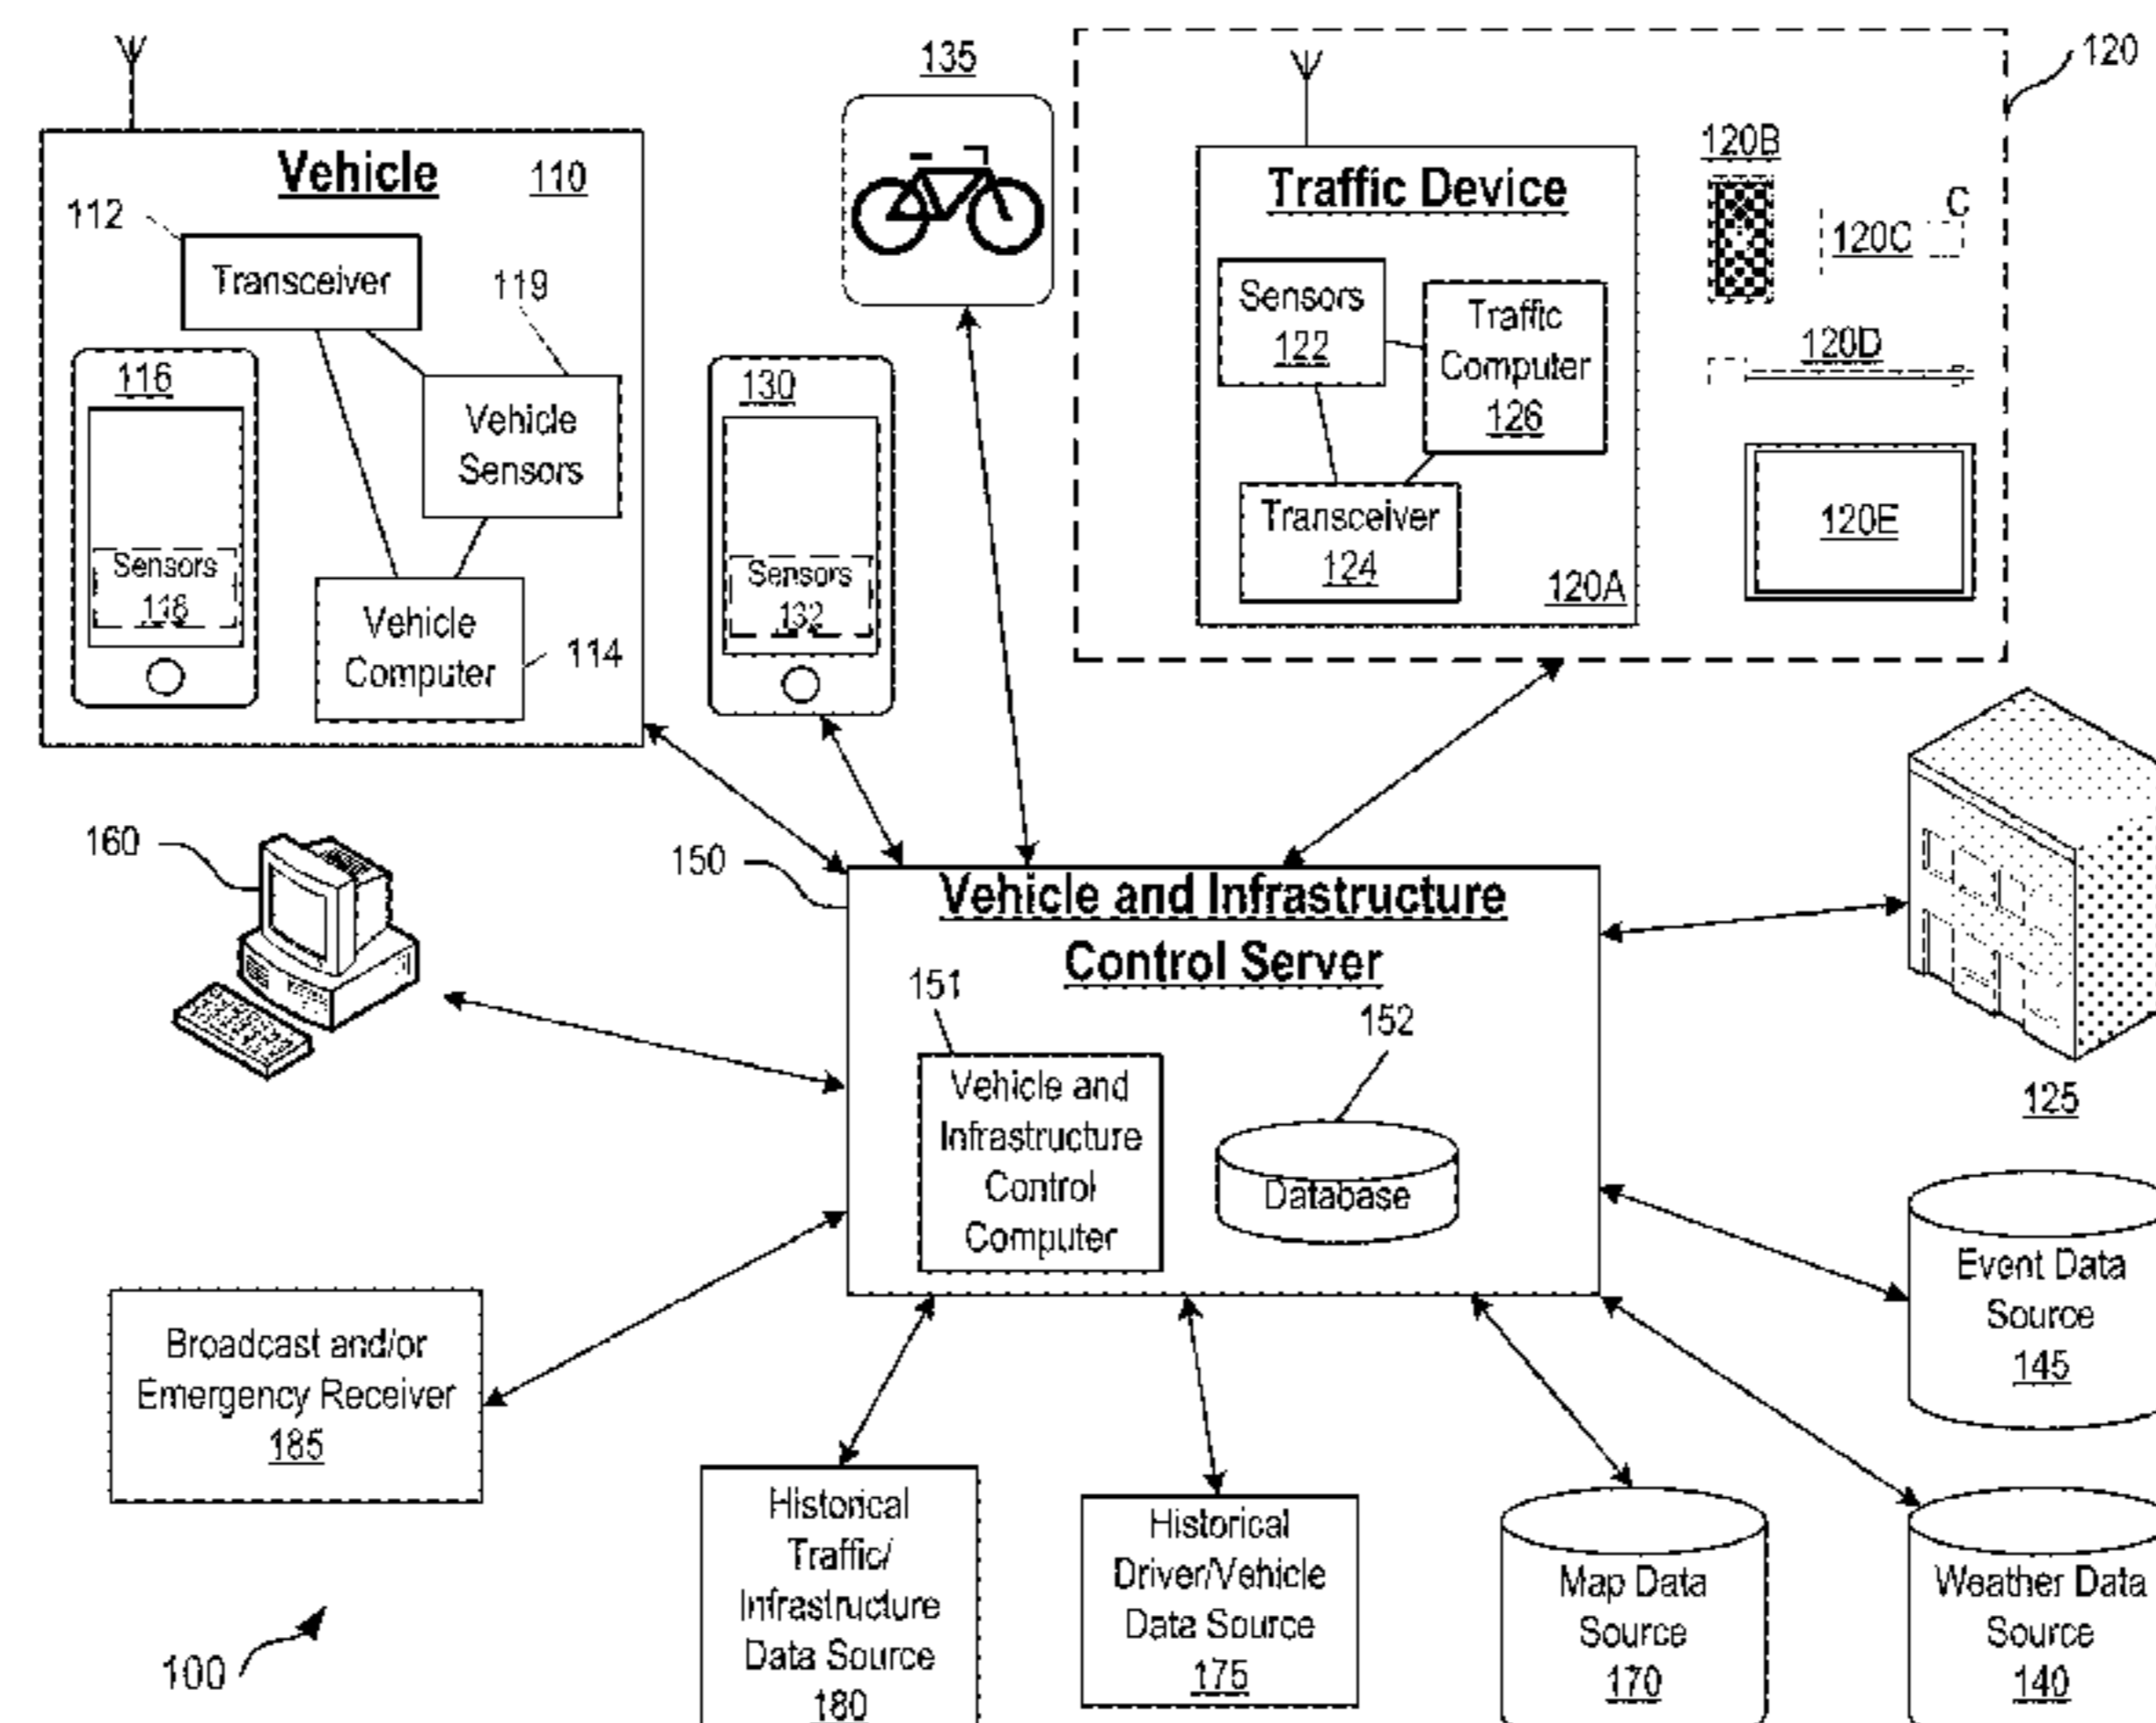 135
120
Vehicle 110
112
Transceiver
119
116
Vehicle
Sensors
Sensors
118
Vehicle
Computer
114
130
Sensors
132
Traffic Device
Sensors
122
Traffic
Computer
126
Transceiver
124
120A
120B
C
120C
120D
120E
160
150
Vehicle and Infrastructure
Control Server
151
152
Vehicle and
Infrastructure
Control
Computer
Database
125
Event Data
Source
145
Broadcast and/or
Emergency Receiver
185
Historical
Traffic/
Infrastructure
Data Source
180
Historical
Driver/Vehicle
Data Source
175
Map Data
Source
170
Weather Data
Source
140
100